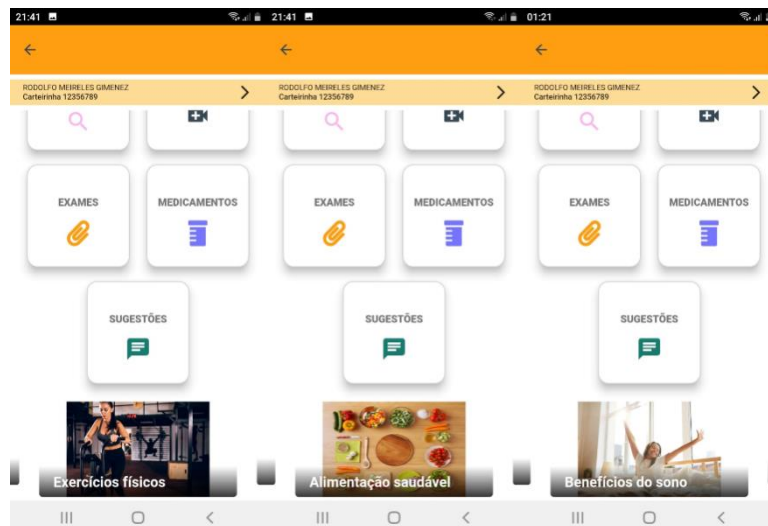 21:41
RODOLFO MEIRELES GIMENEZ
Carteirinha 12356789
EXAMES
MEDICAMENTOS
SUGESTÕES
Exercícios físicos
21:41
RODOLFO MEIRELES GIMENEZ
Carteirinha 12356789
EXAMES
MEDICAMENTOS
SUGESTÕES
Alimentação saudável
01:21
RODOLFO MEIRELES GIMENEZ
Carteirinha 12356789
EXAMES
MEDICAMENTOS
SUGESTÕES
Benefícios do sono